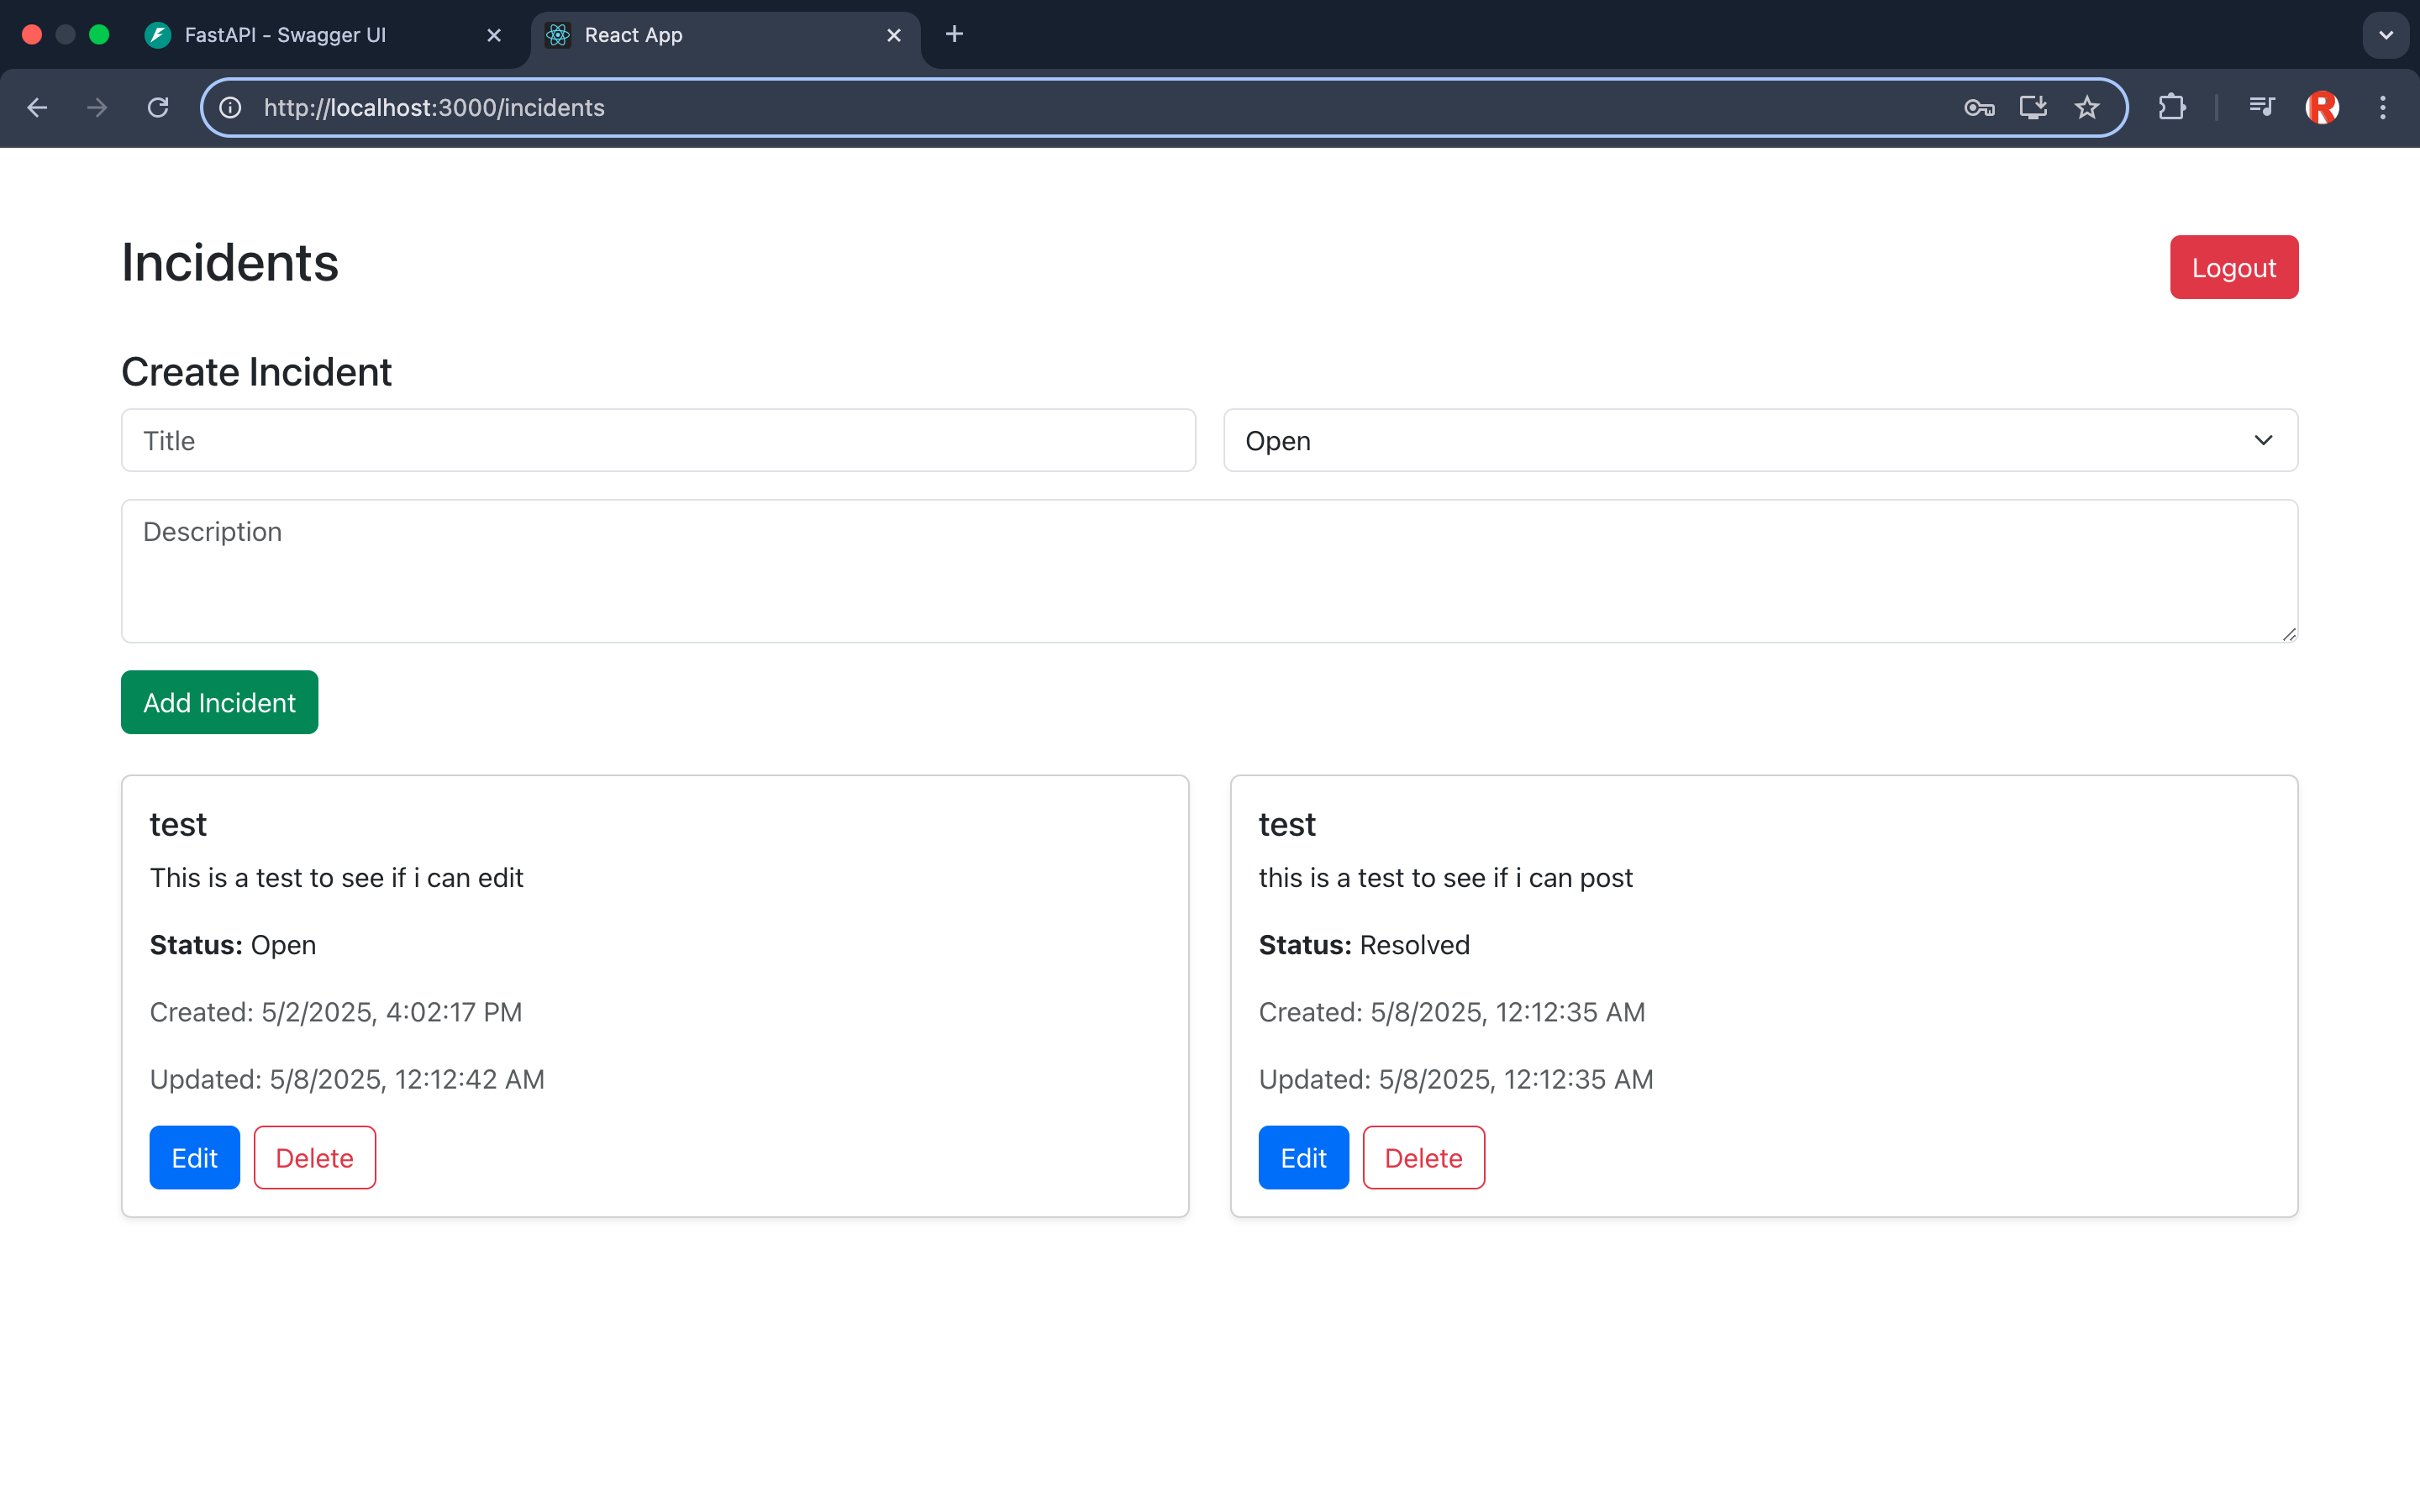 FastAPI - Swagger UI
React App
http://localhost:3000/incidents
R
Incidents
Logout
Create Incident
Title
Open
Description
Add Incident
test
This is a test to see if i can edit
Status: Open
Created: 5/2/2025, 4:02:17 PM
Updated: 5/8/2025, 12:12:42 AM
Edit
Delete
test
this is a test to see if i can post
Status: Resolved
Created: 5/8/2025, 12:12:35 AM
Updated: 5/8/2025, 12:12:35 AM
Edit
Delete